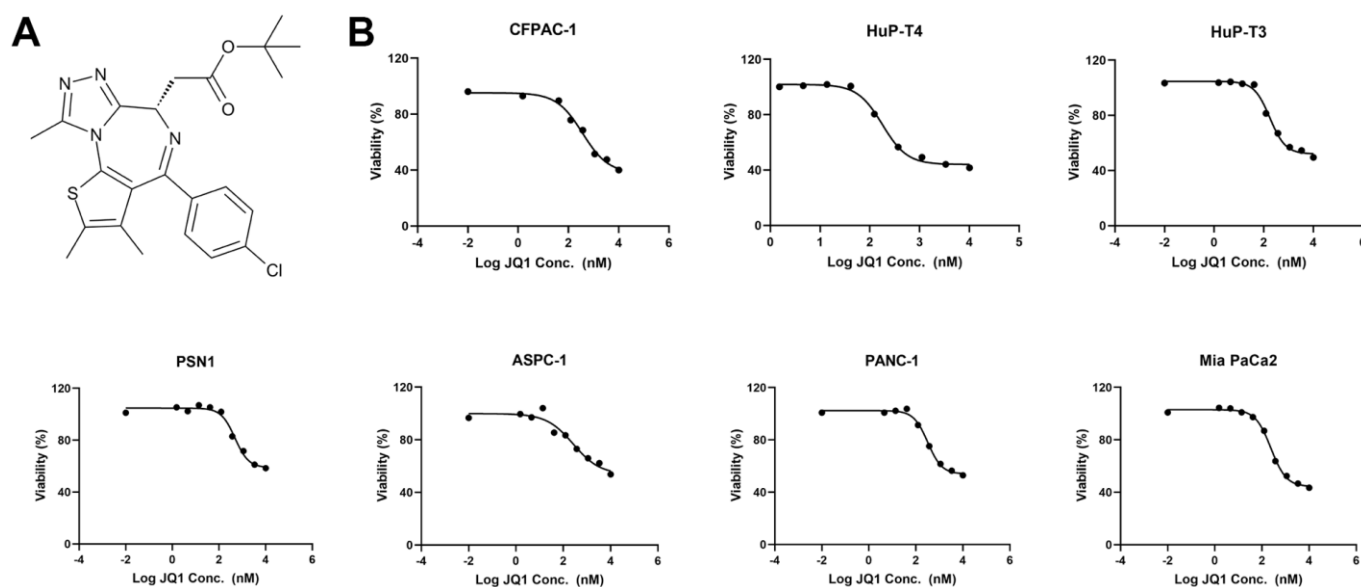 A
N
N
N
N
S
O
O
Cl
B
CFPAC-1
Viability (%)
120
80
40
0
-4 -2 0 2 4 6
Log JQ1 Conc. (nM)
HuP-T4
Viability (%)
120
80
40
0
0 1 2 3 4 5
Log JQ1 Conc. (nM)
HuP-T3
Viability (%)
120
80
40
0
-4 -2 0 2 4 6
Log JQ1 Conc. (nM)
PSN1
Viability (%)
120
80
40
0
-4 -2 0 2 4 6
Log JQ1 Conc. (nM)
ASPC-1
Viability (%)
120
80
40
0
-4 -2 0 2 4 6
Log JQ1 Conc. (nM)
PANC-1
Viability (%)
120
80
40
0
-4 -2 0 2 4 6
Log JQ1 Conc. (nM)
Mia PaCa2
Viability (%)
120
80
40
0
-4 -2 0 2 4 6
Log JQ1 Conc. (nM)